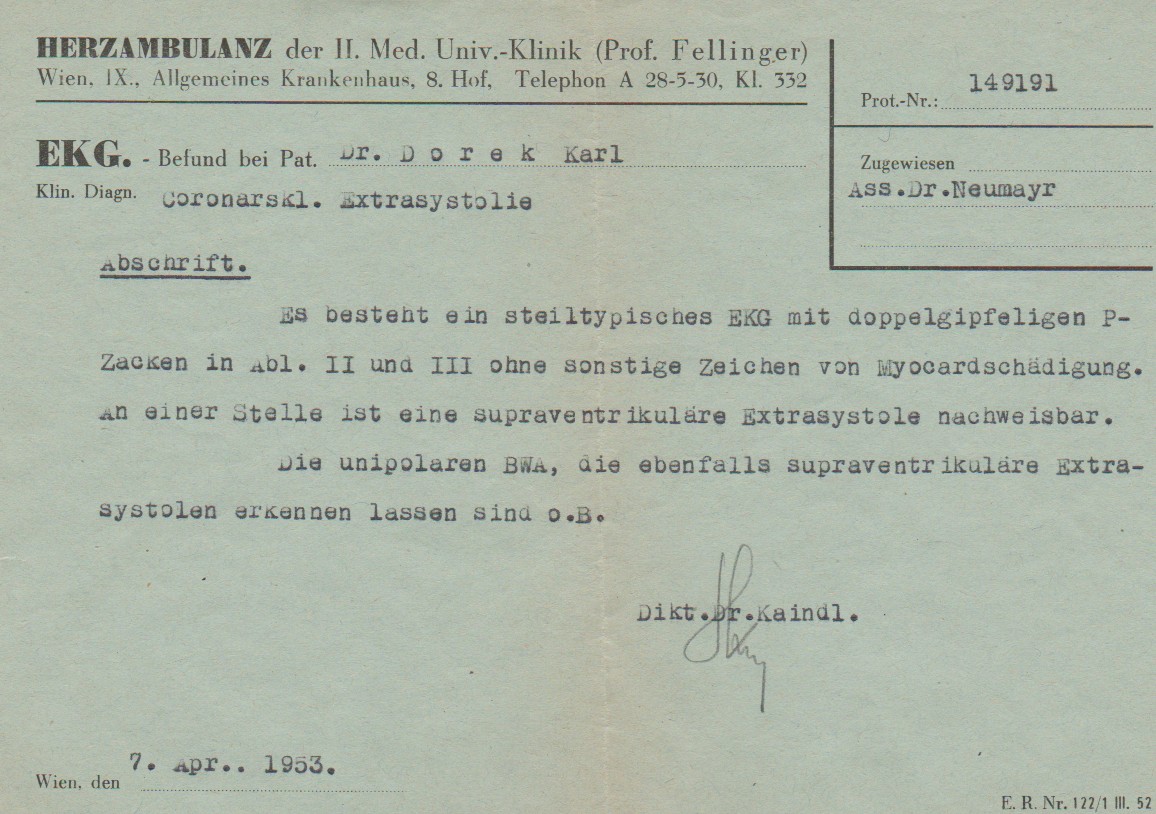 HERZAMBULANZ der II. Med. Univ.-Klinik (Prof. Fellinger)
Wien, IX., Allgemeines Krankenhaus, 8. Hof, Telephon A 28-5-30, Kl. 332
Prot.-Nr.: 149191
EKG. - Befund bei Pat. Dr. D o r e k Karl
Klin. Diagn. Coronarskl. Extrasystolie
Zugewiesen
Ass.Dr.Neumayr
Abschrift.
Es besteht ein steiltypisches EKG mit doppelgipfeligen P-
Zacken in Abl. II und III ohne sonstige Zeichen von Myocardschädigung.
An einer Stelle ist eine supraventrikuläre Extrasystole nachweisbar.
Die unipolaren BWA, die ebenfalls supraventrikuläre Extra-
systolen erkennen lassen sind o.B.
Dikt.Dr.Kaindl.
Wien, den 7. Apr.. 1953.
E. R. Nr. 122/1 III. 52